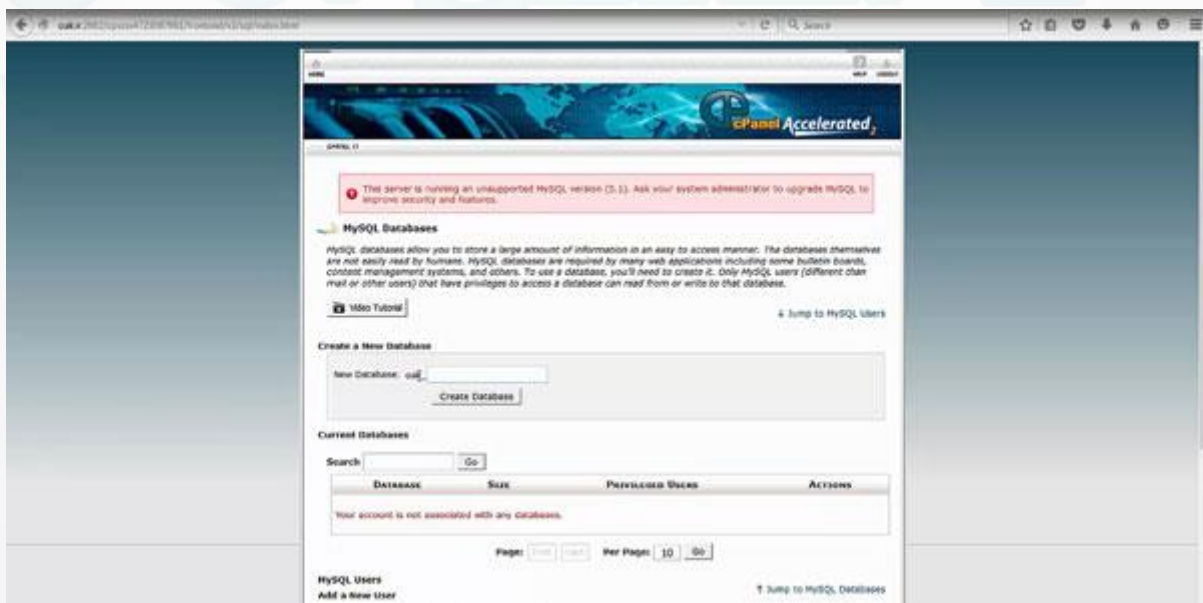 Search
HOME
HELP LOGOUT
cPanel Accelerated2
This server is running an unsupported MySQL version (5.1). Ask your system administrator to upgrade MySQL to
improve security and features.
MySQL Databases
MySQL databases allow you to store a large amount of information in an easy to access manner. The databases themselves
are not easily read by humans. MySQL databases are required by many web applications including some bulletin boards,
content management systems, and others. To use a database, you'll need to create it. Only MySQL users (different than
mail or other users) that have privileges to access a database can read from or write to that database.
Video Tutorial
Jump to MySQL Users
Create a New Database
New Database:
Create Database
Current Databases
Search Go
DATABASE SIZE PRIVILEGED USERS ACTIONS
Your account is not associated with any databases.
Page: Per Page: 10 Go
MySQL Users
Jump to MySQL Databases
Add a New User